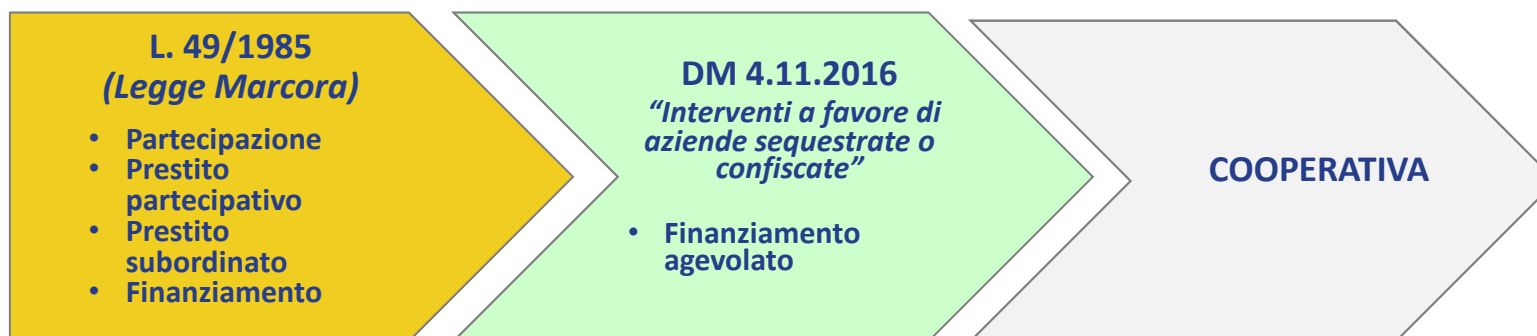 L. 49/1985
(Legge Marcora)
• Partecipazione
• Prestito
partecipativo
• Prestito
subordinato
• Finanziamento
DM 4.11.2016
“Interventi a favore di
aziende sequestrate o
confiscate”
• Finanziamento
agevolato
COOPERATIVA